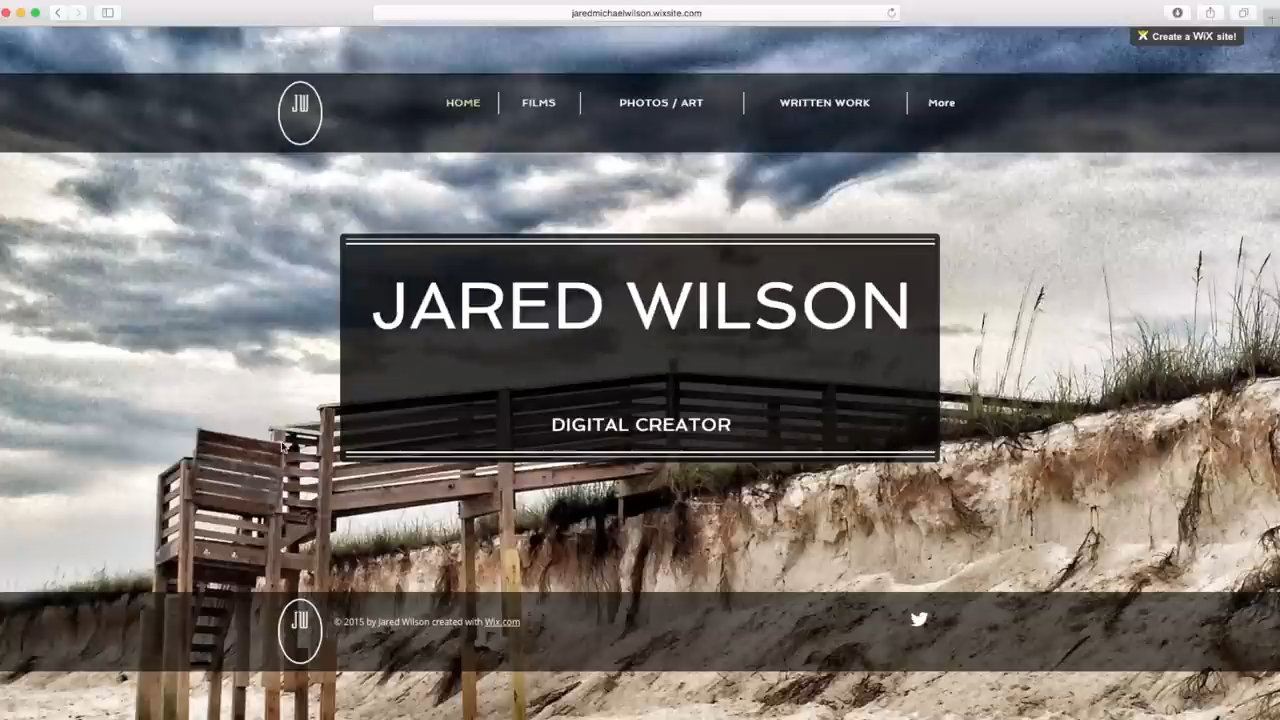 jaredmichaelwilson.wixsite.com
Create a WiX site!
JW
HOME
FILMS
PHOTOS / ART
WRITTEN WORK
More
JARED WILSON
DIGITAL CREATOR
JW
© 2015 by Jared Wilson created with Wix.com